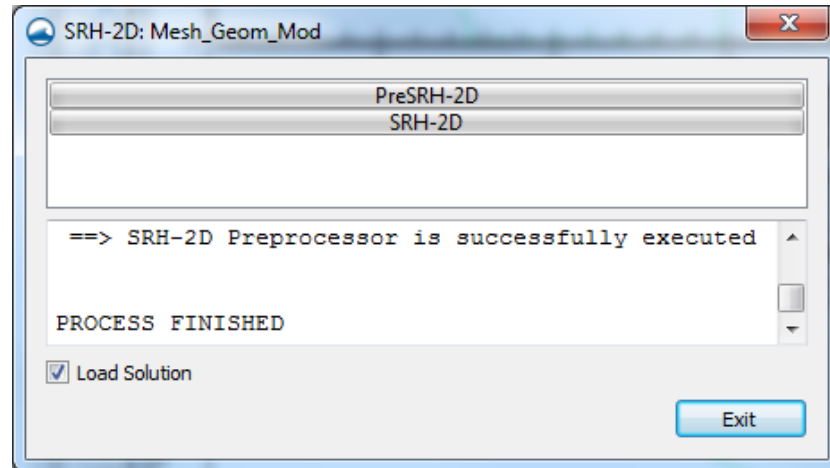 SRH-2D: Mesh_Geom_Mod
PreSRH-2D
SRH-2D
==> SRH-2D Preprocessor is successfully executed
PROCESS FINISHED
Load Solution
Exit